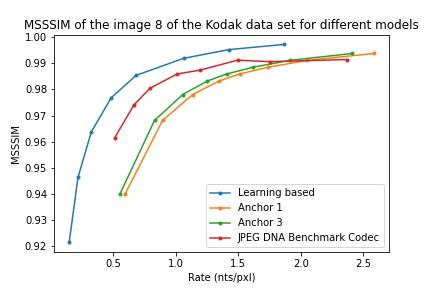 MSSSIM of the image 8 of the Kodak data set for different models
1.00
0.99
0.98
0.97
0.96
0.95
0.94
0.93
0.92
MSSSIM
Learning based
Anchor 1
Anchor 3
JPEG DNA Benchmark Codec
0.5 1.0 1.5 2.0 2.5
Rate (nts/pxl)